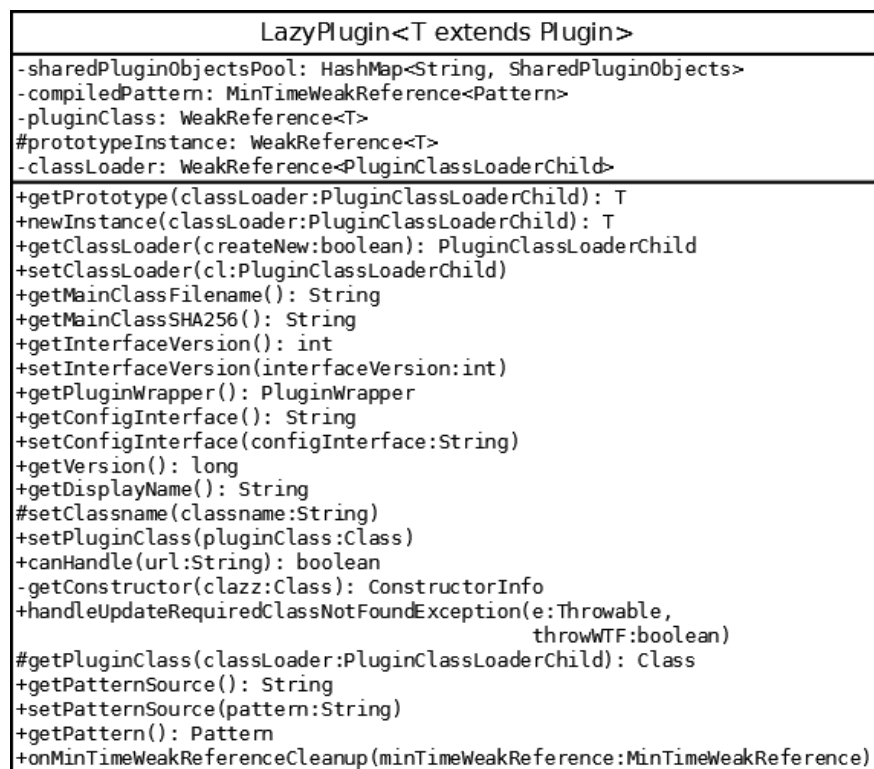 LazyPlugin<T extends Plugin>
-sharedPluginObjectsPool: HashMap<String, SharedPluginObjects>
-compiledPattern: MinTimeWeakReference<Pattern>
-pluginClass: WeakReference<T>
#prototypeInstance: WeakReference<T>
-classLoader: WeakReference<PluginClassLoaderChild>
+getPrototype(classLoader:PluginClassLoaderChild): T
+newInstance(classLoader:PluginClassLoaderChild): T
+getClassLoader(createNew:boolean): PluginClassLoaderChild
+setClassLoader(cl:PluginClassLoaderChild)
+getMainClassFilename(): String
+getMainClassSHA256(): String
+getInterfaceVersion(): int
+setInterfaceVersion(interfaceVersion:int)
+getPluginWrapper(): PluginWrapper
+getConfigInterface(): String
+setConfigInterface(configInterface:String)
+getVersion(): long
+getDisplayName(): String
#setClassname(classname:String)
+setPluginClass(pluginClass:Class)
+canHandle(url:String): boolean
-getConstructor(clazz:Class): ConstructorInfo
+handleUpdateRequiredClassNotFoundException(e:Throwable,
throwWTF:boolean)
#getPluginClass(classLoader:PluginClassLoaderChild): Class
+getPatternSource(): String
+setPatternSource(pattern:String)
+getPattern(): Pattern
+onMinTimeWeakReferenceCleanup(minTimeWeakReference:MinTimeWeakReference)